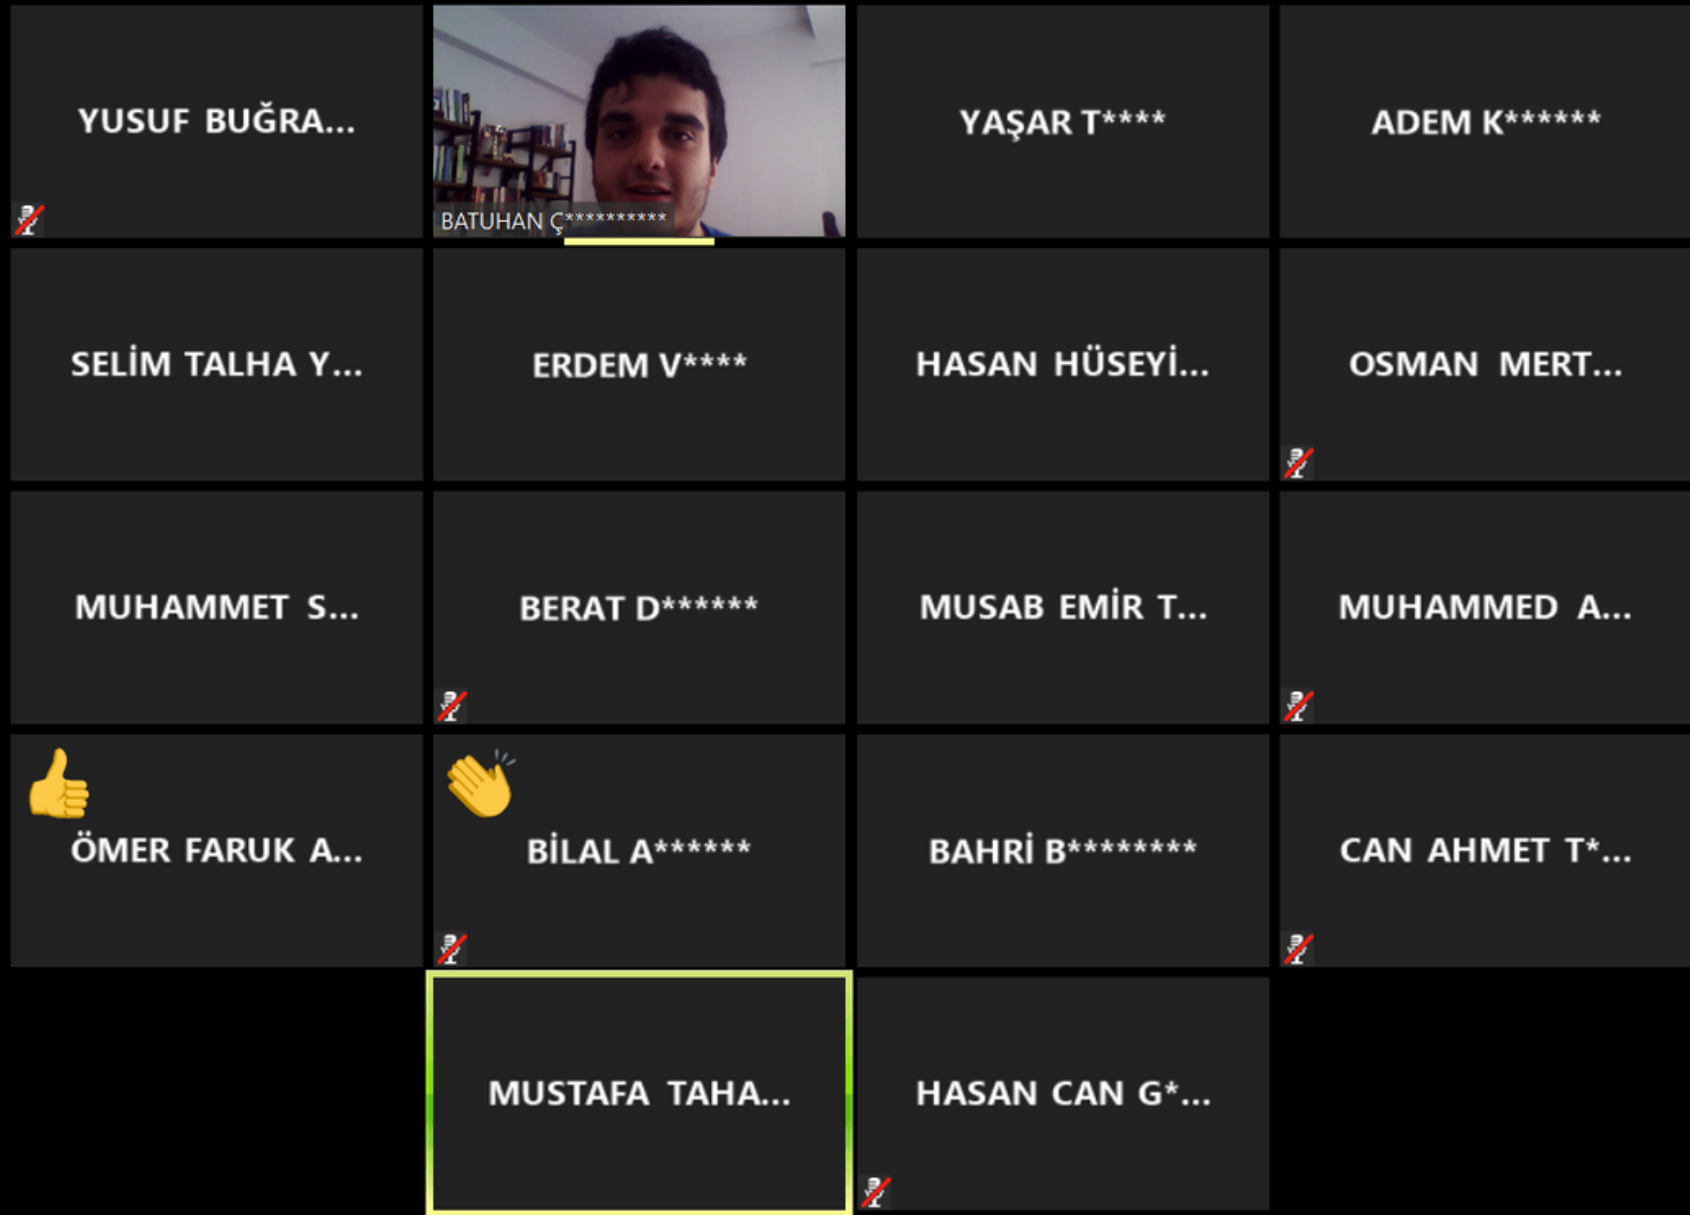 YUSUF BUĞRA...
BATUHAN Ç**********
YAŞAR T****
ADEM K******
SELİM TALHA Y...
ERDEM V****
HASAN HÜSEYİ...
OSMAN MERT...
MUHAMMET S...
BERAT D******
MUSAB EMİR T...
MUHAMMED A...
ÖMER FARUK A...
BİLAL A******
BAHRİ B********
CAN AHMET T*...
MUSTAFA TAHA...
HASAN CAN G*...